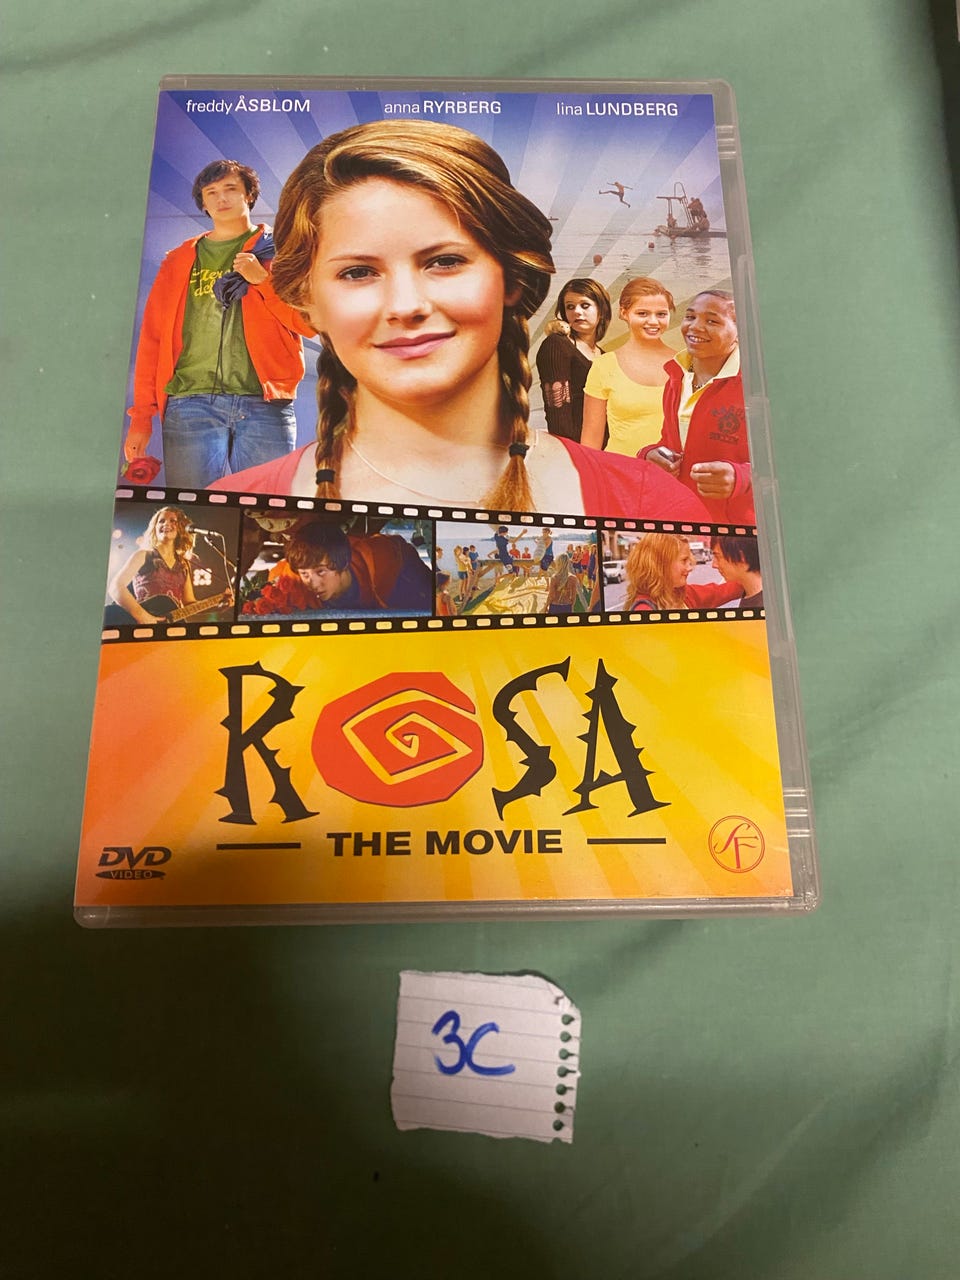 freddy ÅSBLOM anna RYRBERG lina LUNDBERG
ROSA
THE MOVIE
DVD
VIDEO
SF
3C